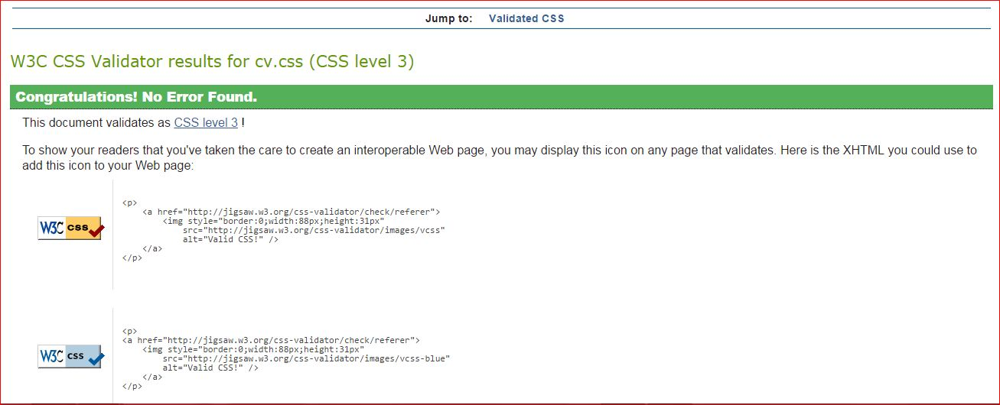 Jump to: Validated CSS
W3C CSS Validator results for cv.css (CSS level 3)
Congratulations! No Error Found.
This document validates as CSS level 3 !
To show your readers that you've taken the care to create an interoperable Web page, you may display this icon on any page that validates. Here is the XHTML you could use to
add this icon to your Web page:
W3C css
<p>
<a href="http://jigsaw.w3.org/css-validator/check/referer">
<img style="border:0;width:88px;height:31px"
src="http://jigsaw.w3.org/css-validator/images/vcss"
alt="Valid CSS!" />
</a>
</p>
W3C css
<p>
<a href="http://jigsaw.w3.org/css-validator/check/referer">
<img style="border:0;width:88px;height:31px"
src="http://jigsaw.w3.org/css-validator/images/vcss-blue"
alt="Valid CSS!" />
</a>
</p>